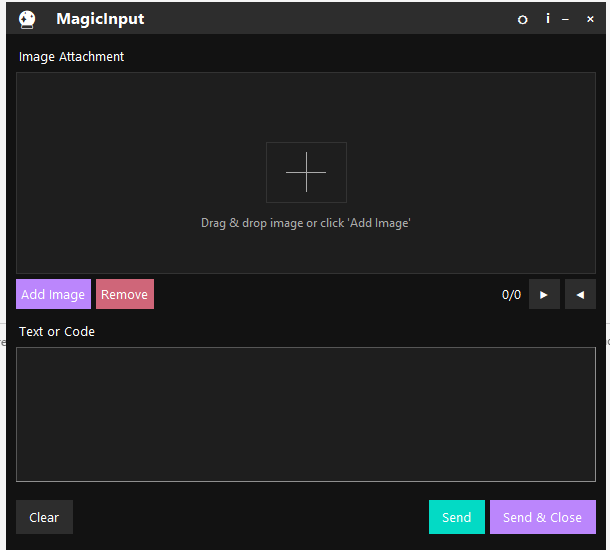 MagicInput
Image Attachment
Drag & drop image or click 'Add Image'
Add Image Remove 0/0
Text or Code
Clear Send Send & Close